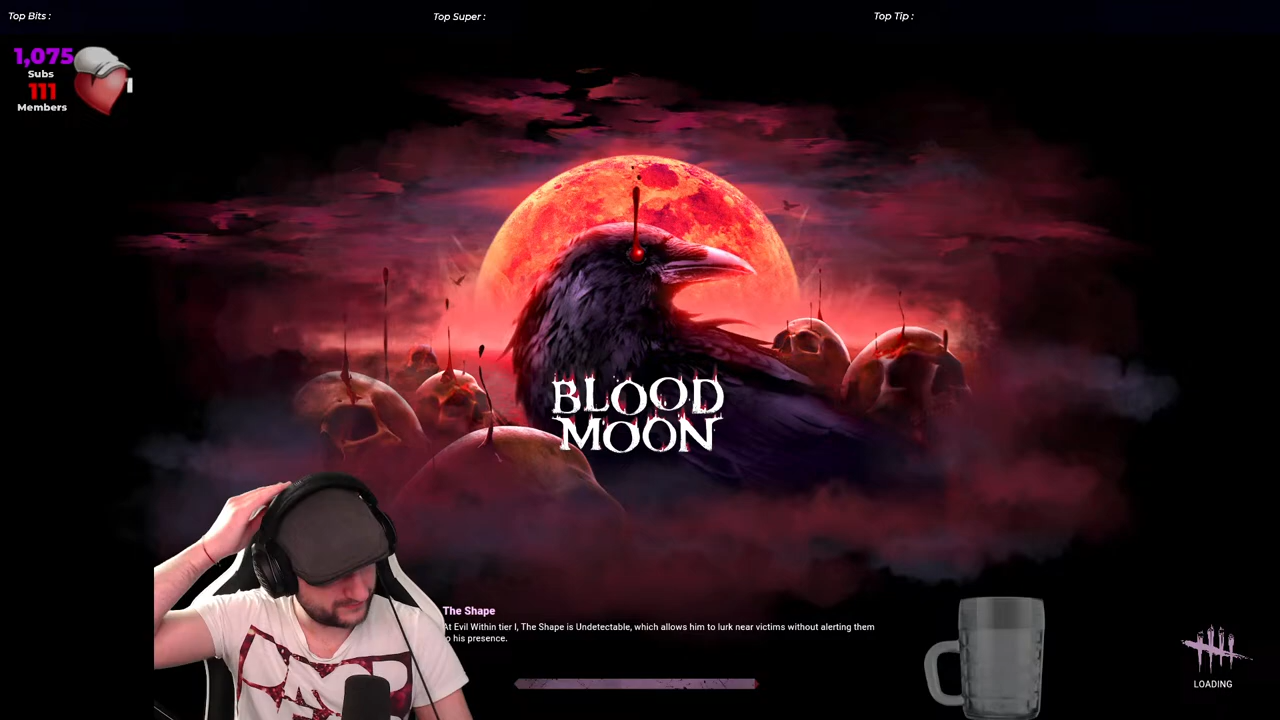 Top Bits :
Top Super :
Top Tip :
1,075
Subs
111
Members
BLOOD
MOON
The Shape
At Evil Within tier I, The Shape is Undetectable, which allows him to lurk near victims without alerting them
o his presence.
LOADING